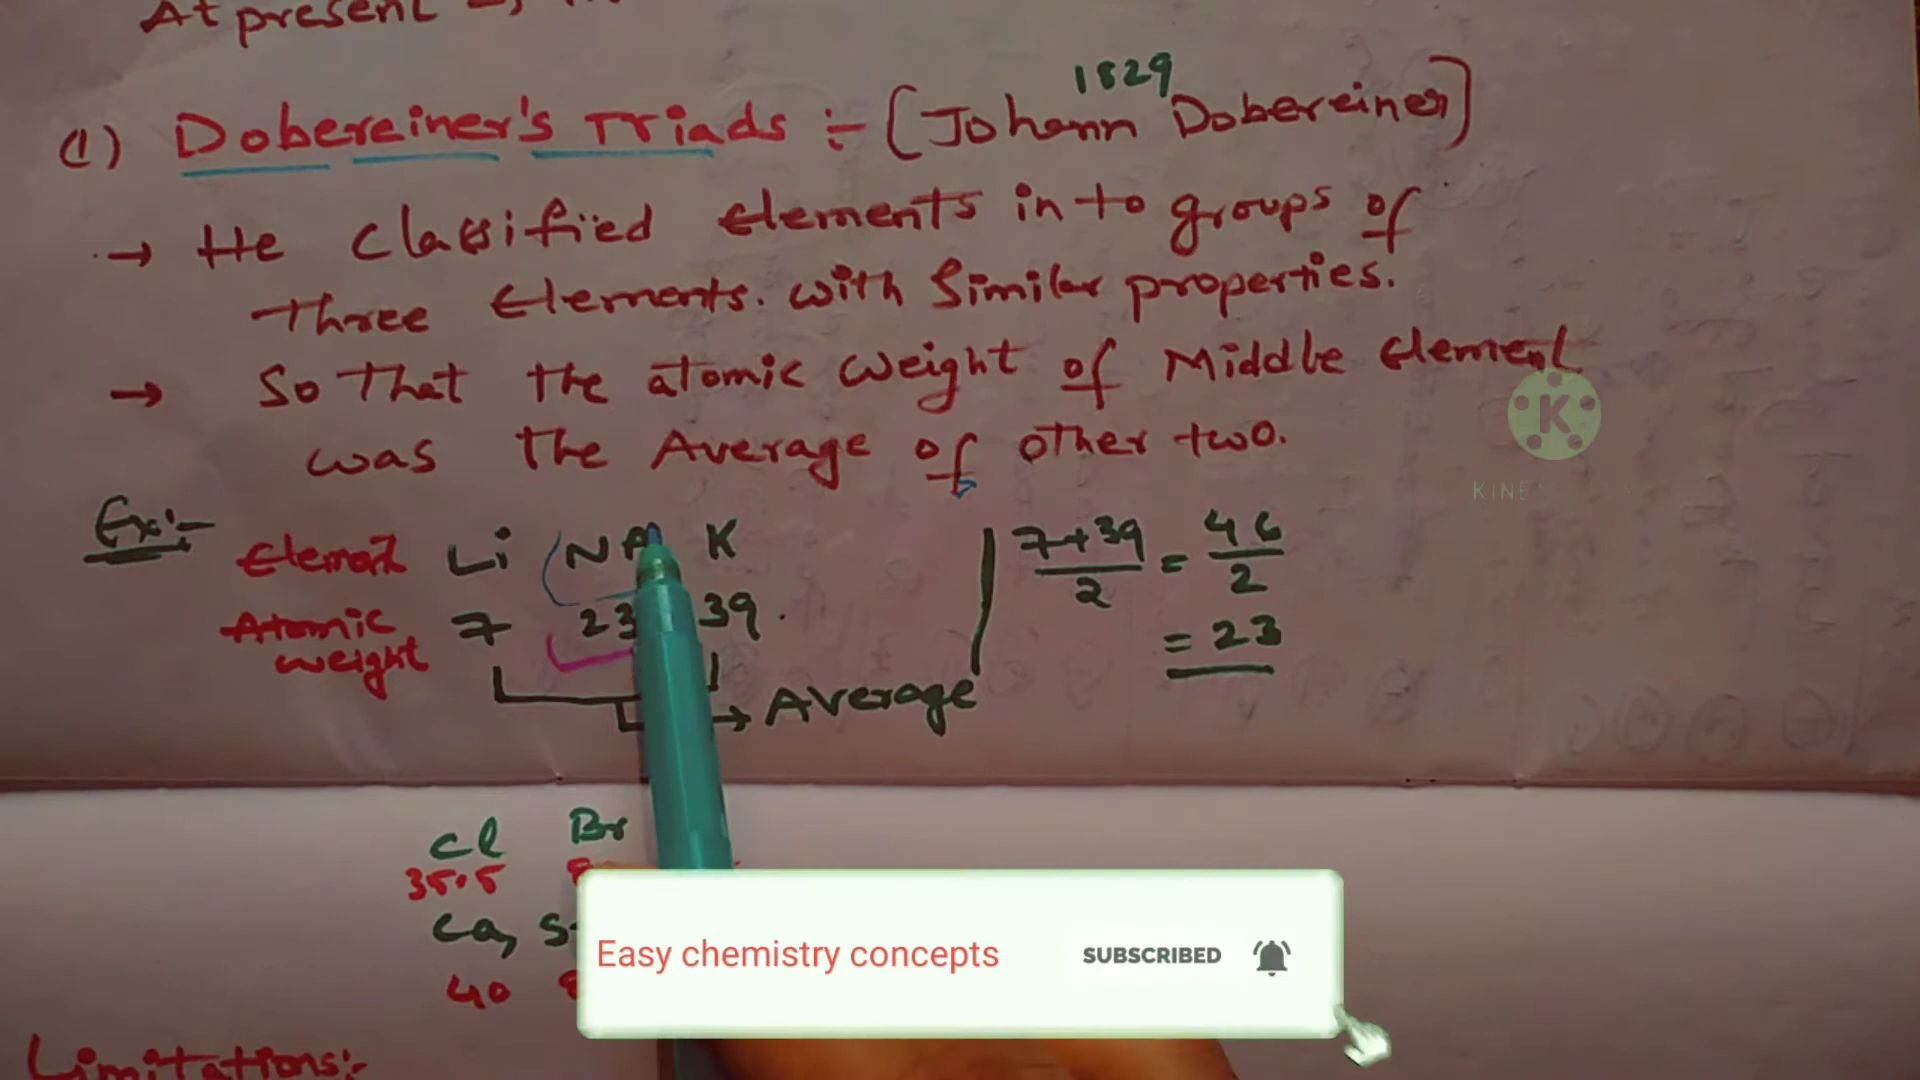 At present
1829
(1) Dobereiner's Triads :- [Johann Dobereiner]
→ He Classified Elements in to groups of
Three Elements. with Similar properties.
→ So That the atomic weight of Middle Element
was the Average of other two.
Ex:-
Element Li NA K
Atomic weight 7 23 39.
→ Average
7+39/2 = 46/2
= 23
Cl Br
35.5
Ca,
40
Limitations:-
K
KINE
Easy chemistry concepts SUBSCRIBED